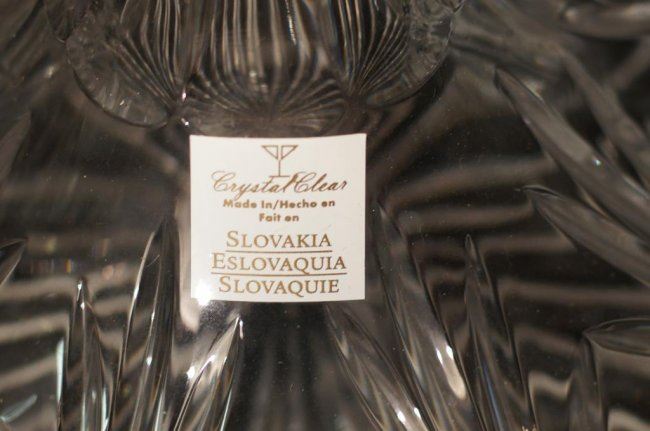 Crystal Clear
Made In/Hecho en
Fait en
SLOVAKIA
ESLOVAQUIA
SLOVAQUIE